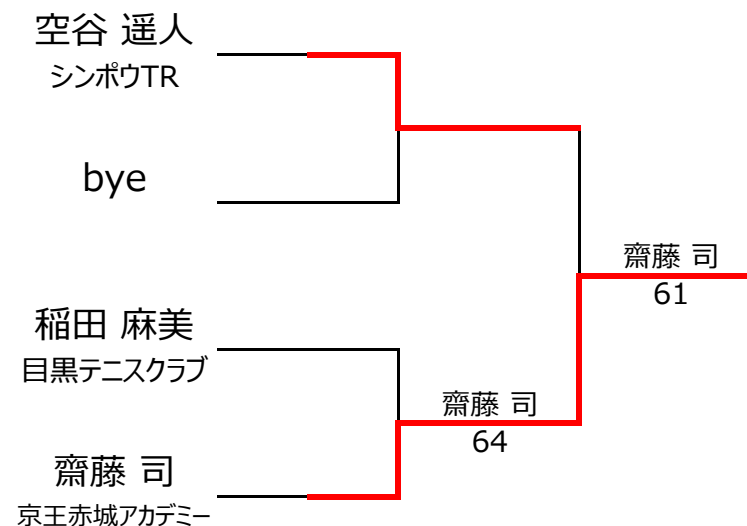 空谷 遥人
シンポウTR
bye
稲田 麻美
目黒テニスクラブ
齋藤 司
京王赤城アカデミー
齋藤 司
64
齋藤 司
61